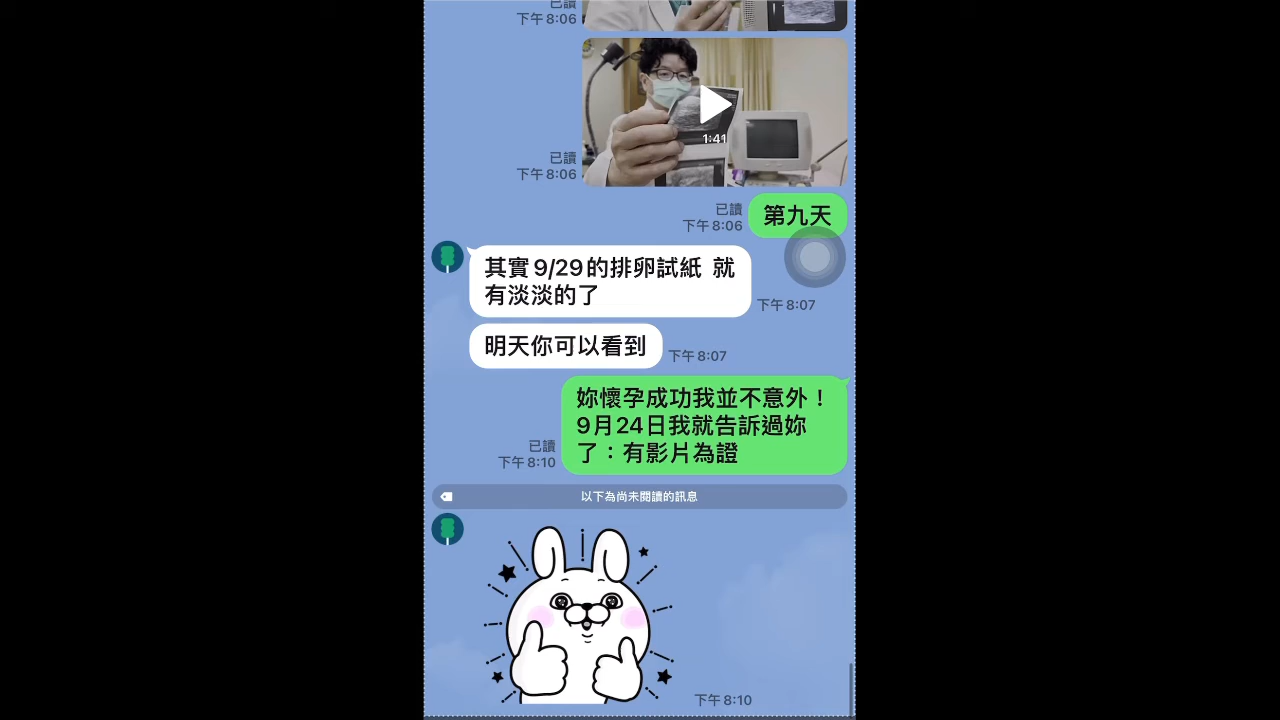 已讀
下午 8:06
1:41
已讀
下午 8:06
已讀
下午 8:06
第九天
其實 9/29 的排卵試紙 就
有淡淡的了
下午 8:07
明天你可以看到
下午 8:07
妳懷孕成功我並不意外！
9月24日我就告訴過妳
了：有影片為證
已讀
下午 8:10
以下為尚未閱讀的訊息
下午 8:10